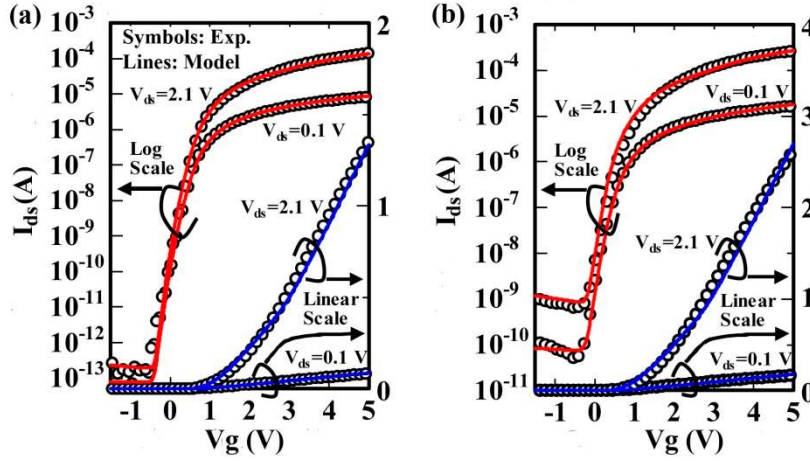 (a)
Symbols: Exp.
Lines: Model
V_ds=2.1 V
V_ds=0.1 V
Log
Scale
V_ds=2.1 V
Linear
Scale
V_ds=0.1 V
I_ds(A)
10^-3
10^-4
10^-5
10^-6
10^-7
10^-8
10^-9
10^-10
10^-11
10^-12
10^-13
2
1
0
-1 0 1 2 3 4 5
Vg (V)
(b)
V_ds=2.1 V
V_ds=0.1 V
Log
Scale
V_ds=2.1 V
Linear
Scale
V_ds=0.1 V
I_ds(A)
10^-3
10^-4
10^-5
10^-6
10^-7
10^-8
10^-9
10^-10
10^-11
4
3
2
1
0
-1 0 1 2 3 4 5
Vg (V)